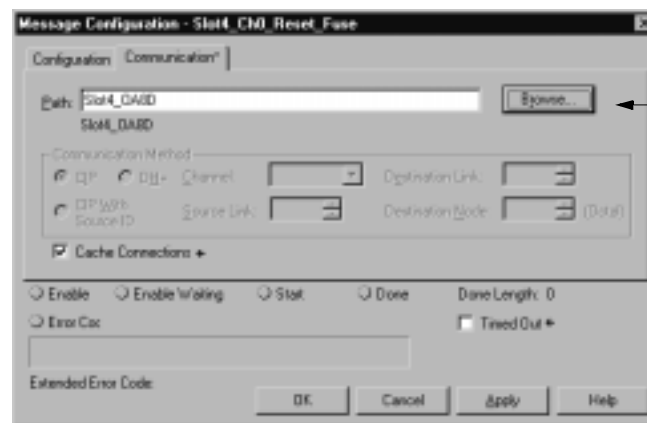 Message Configuration - Slot4_Ch0_Reset_Fuse
Configuration Communication*
Path: Slot4_OA8D Browse...
Slot4_OA8D
Communication Method
CIP DH+ Channel: Destination Link:
CIP With Source ID Source Link: Destination Node: (Octal)
Cache Connections
Enable Enable Waiting Start Done Done Length: 0
Error Code: Timed Out
Extended Error Code:
OK Cancel Apply Help